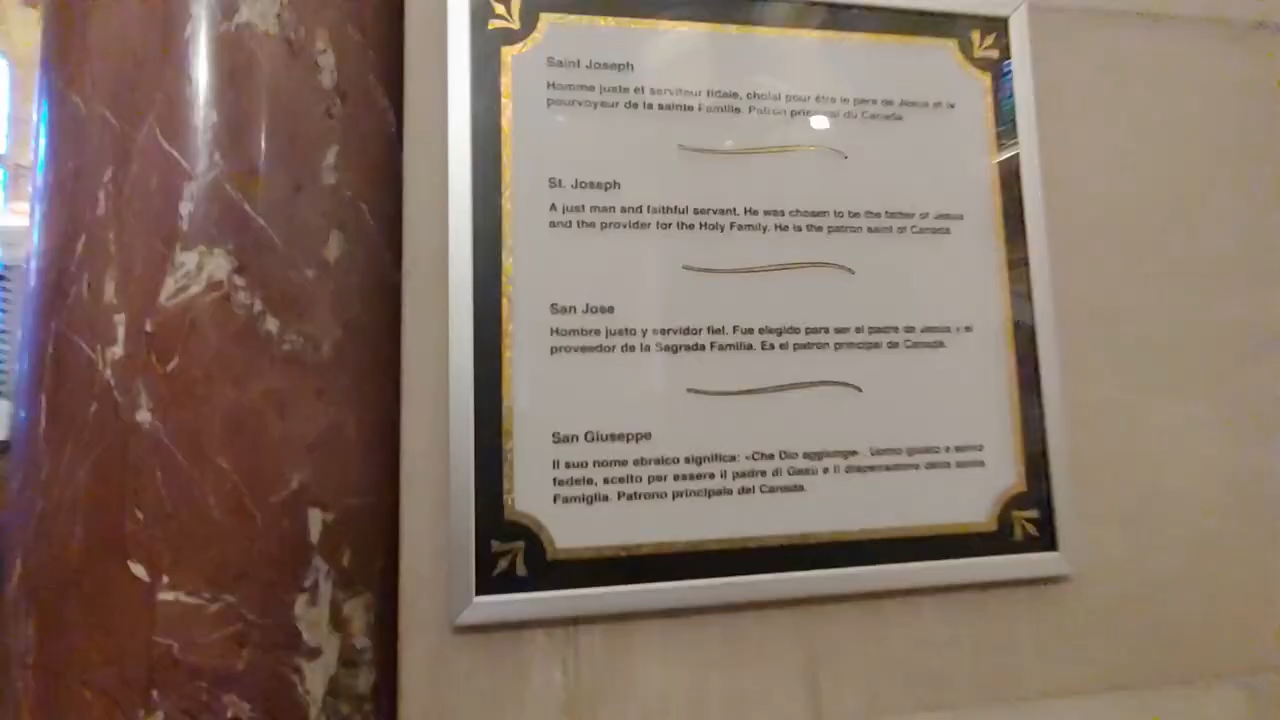 Saint Joseph
Homme juste et serviteur fidèle, choisi pour être le père de Jésus et le
pourvoyeur de la sainte Famille. Patron principal du Canada.
St. Joseph
A just man and faithful servant. He was chosen to be the father of Jesus
and the provider for the Holy Family. He is the patron saint of Canada.
San Jose
Hombre justo y servidor fiel. Fue elegido para ser el padre de Jesus y el
proveedor de la Sagrada Familia. Es el patron principal de Canada.
San Giuseppe
Il suo nome ebraico significa: «Che Dio aggiunge». Uomo giusto e
fedele, scelto per essere il padre di Gesù e il della
Famiglia. Patrono principale del Canada.